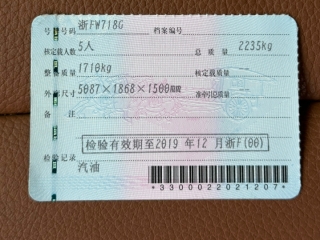 号牌号码 浙FW718G 档案编号
核定载人数 5人 总质量 2235kg
整备质量 1710kg 核定载质量
外廓尺寸 5087×1868×1500mm 准牵引总质量
备注
检验有效期至2019年12月浙F(00)
检验记录
汽油
*3300022021207*